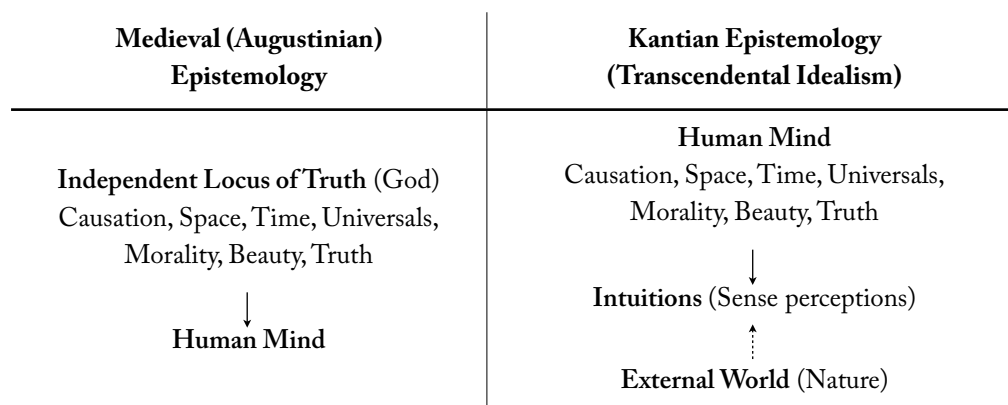 Medieval (Augustinian)
Epistemology
Kantian Epistemology
(Transcendental Idealism)
Independent Locus of Truth (God)
Causation, Space, Time, Universals,
Morality, Beauty, Truth
Human Mind
Human Mind
Causation, Space, Time, Universals,
Morality, Beauty, Truth
Intuitions (Sense perceptions)
External World (Nature)